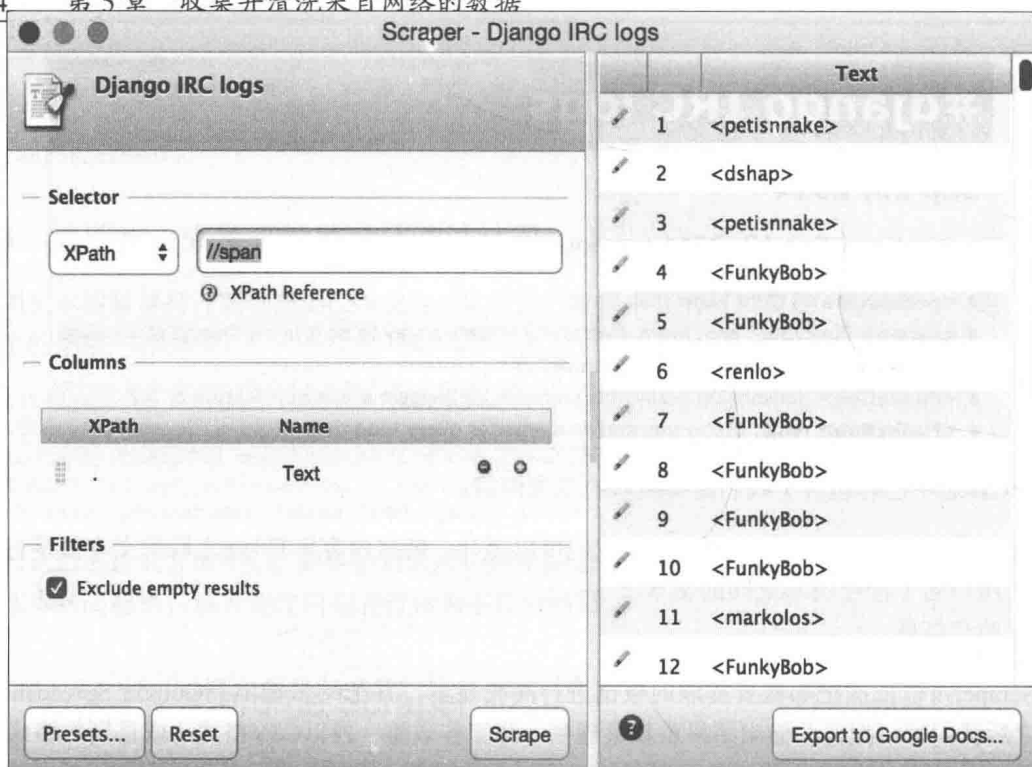 4 第 5 章 收集并清洗来自网络的数据
Scraper - Django IRC logs
Django IRC logs
Selector
XPath
//span
XPath Reference
Columns
XPath Name
. Text
Filters
Exclude empty results
Presets... Reset Scrape
Text
1 <petisnnake>
2 <dshap>
3 <petisnnake>
4 <FunkyBob>
5 <FunkyBob>
6 <renlo>
7 <FunkyBob>
8 <FunkyBob>
9 <FunkyBob>
10 <FunkyBob>
11 <markolos>
12 <FunkyBob>
Export to Google Docs...